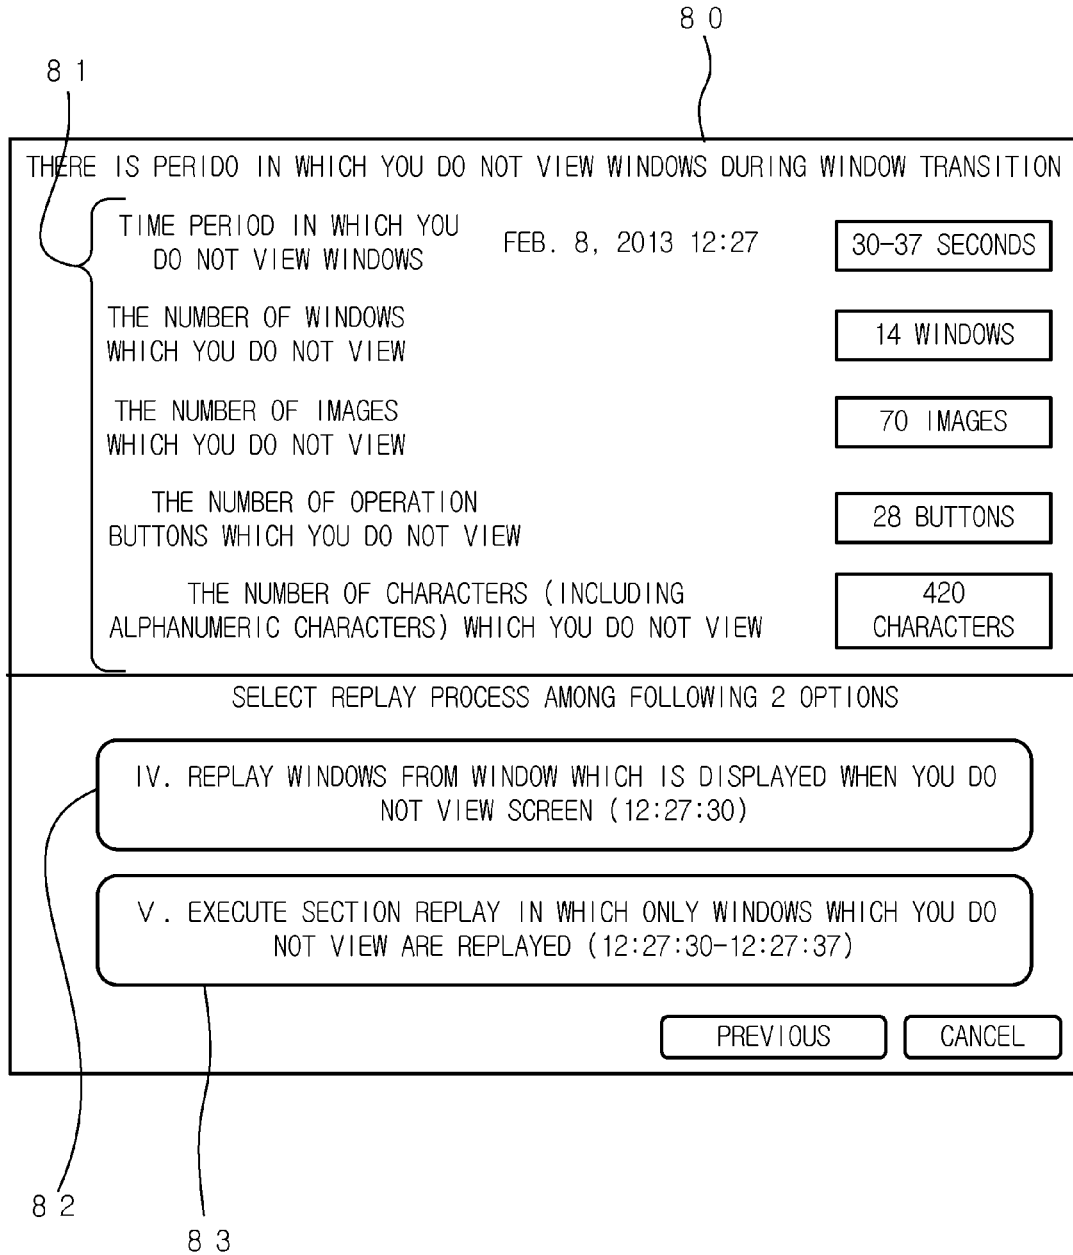 80
81
THERE IS PERIDO IN WHICH YOU DO NOT VIEW WINDOWS DURING WINDOW TRANSITION
TIME PERIOD IN WHICH YOU
DO NOT VIEW WINDOWS
FEB. 8, 2013 12:27
30-37 SECONDS
THE NUMBER OF WINDOWS
WHICH YOU DO NOT VIEW
14 WINDOWS
THE NUMBER OF IMAGES
WHICH YOU DO NOT VIEW
70 IMAGES
THE NUMBER OF OPERATION
BUTTONS WHICH YOU DO NOT VIEW
28 BUTTONS
THE NUMBER OF CHARACTERS (INCLUDING
ALPHANUMERIC CHARACTERS) WHICH YOU DO NOT VIEW
420
CHARACTERS
SELECT REPLAY PROCESS AMONG FOLLOWING 2 OPTIONS
IV. REPLAY WINDOWS FROM WINDOW WHICH IS DISPLAYED WHEN YOU DO
NOT VIEW SCREEN (12:27:30)
V. EXECUTE SECTION REPLAY IN WHICH ONLY WINDOWS WHICH YOU DO
NOT VIEW ARE REPLAYED (12:27:30-12:27:37)
PREVIOUS
CANCEL
82
83